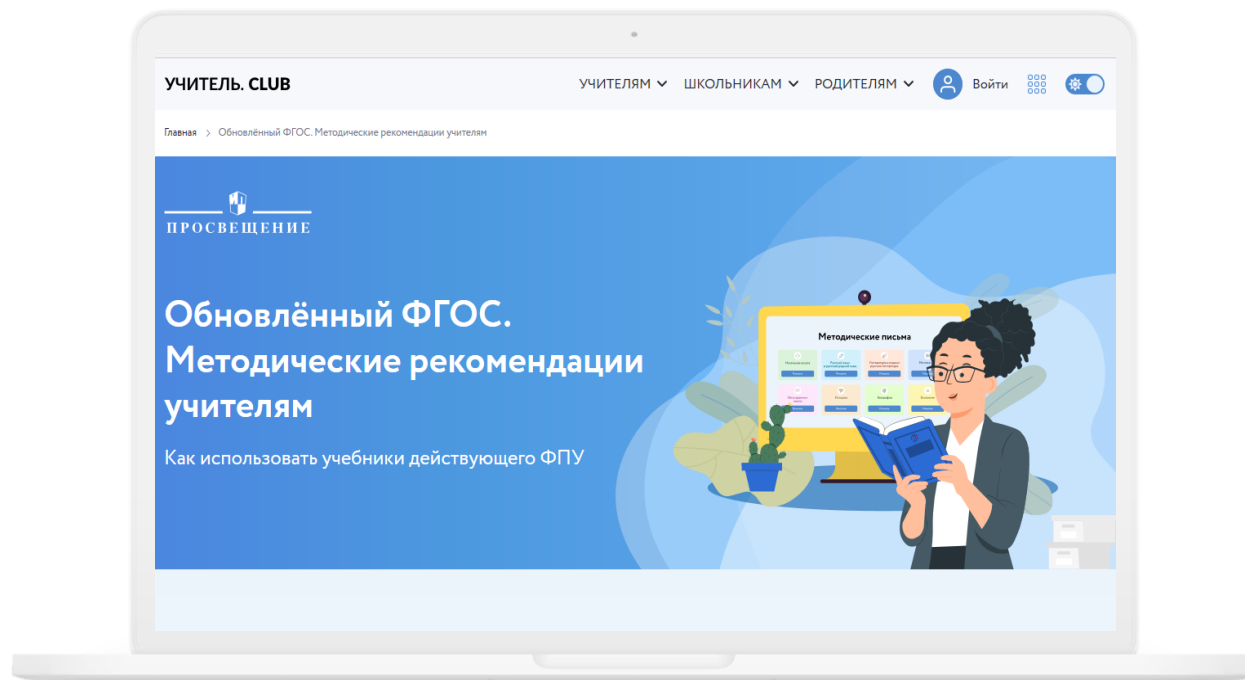 УЧИТЕЛЬ. CLUB
УЧИТЕЛЯМ
ШКОЛЬНИКАМ
РОДИТЕЛЯМ
Войти
Главная > Обновлённый ФГОС. Методические рекомендации учителям
ИП
ПРОСВЕЩЕНИЕ
Обновлённый ФГОС.
Методические рекомендации
учителям
Как использовать учебники действующего ФПУ
Методические письма